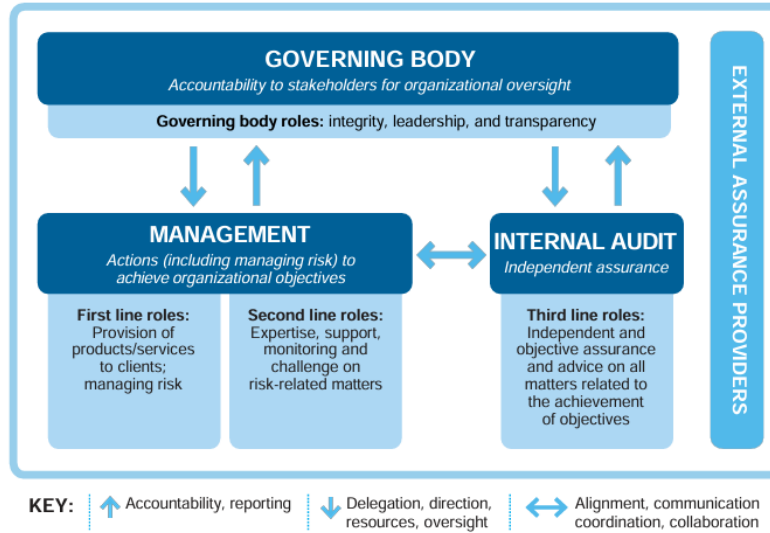 GOVERNING BODY
Accountability to stakeholders for organizational oversight
Governing body roles: integrity, leadership, and transparency
MANAGEMENT
Actions (including managing risk) to
achieve organizational objectives
First line roles:
Provision of
products/services
to clients;
managing risk
Second line roles:
Expertise, support,
monitoring and
challenge on
risk-related matters
INTERNAL AUDIT
Independent assurance
Third line roles:
Independent and
objective assurance
and advice on all
matters related to
the achievement
of objectives
EXTERNAL ASSURANCE PROVIDERS
KEY:
Accountability, reporting
Delegation, direction,
resources, oversight
Alignment, communication
coordination, collaboration